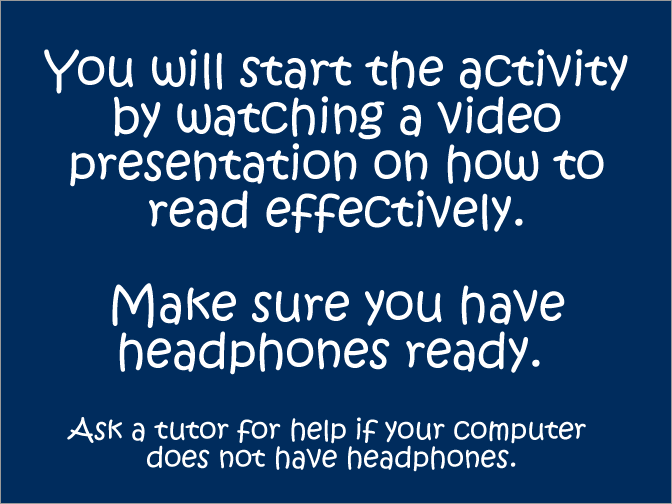 You will start the activity
by watching a video
presentation on how to
read effectively.
Make sure you have
headphones ready.
Ask a tutor for help if your computer
does not have headphones.